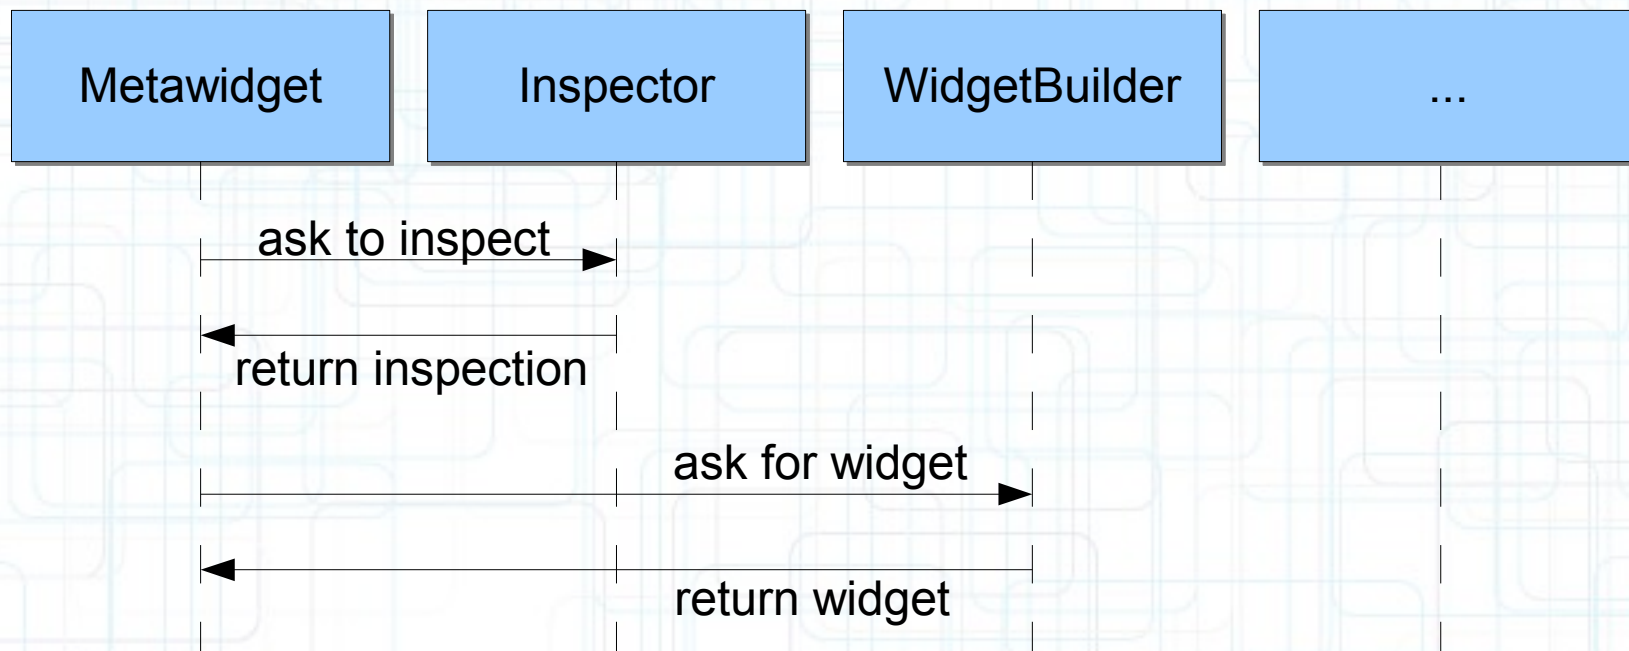 Metawidget
Inspector
WidgetBuilder
...
ask to inspect
return inspection
ask for widget
return widget